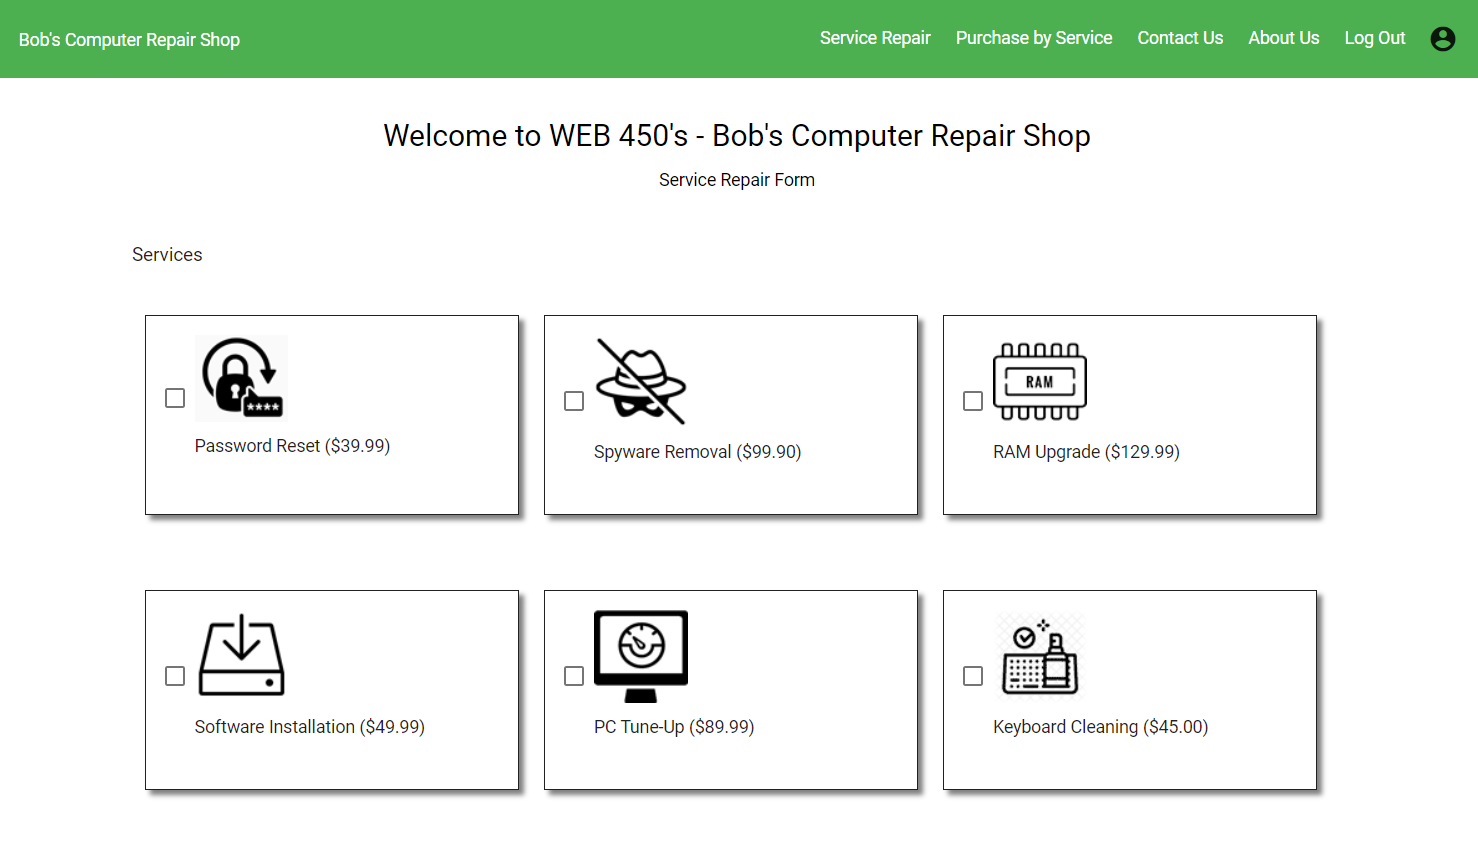 Bob's Computer Repair Shop
Service Repair Purchase by Service Contact Us About Us Log Out
Welcome to WEB 450's - Bob's Computer Repair Shop
Service Repair Form
Services
****
Password Reset ($39.99)
Spyware Removal ($99.90)
RAM
RAM Upgrade ($129.99)
Software Installation ($49.99)
PC Tune-Up ($89.99)
Keyboard Cleaning ($45.00)